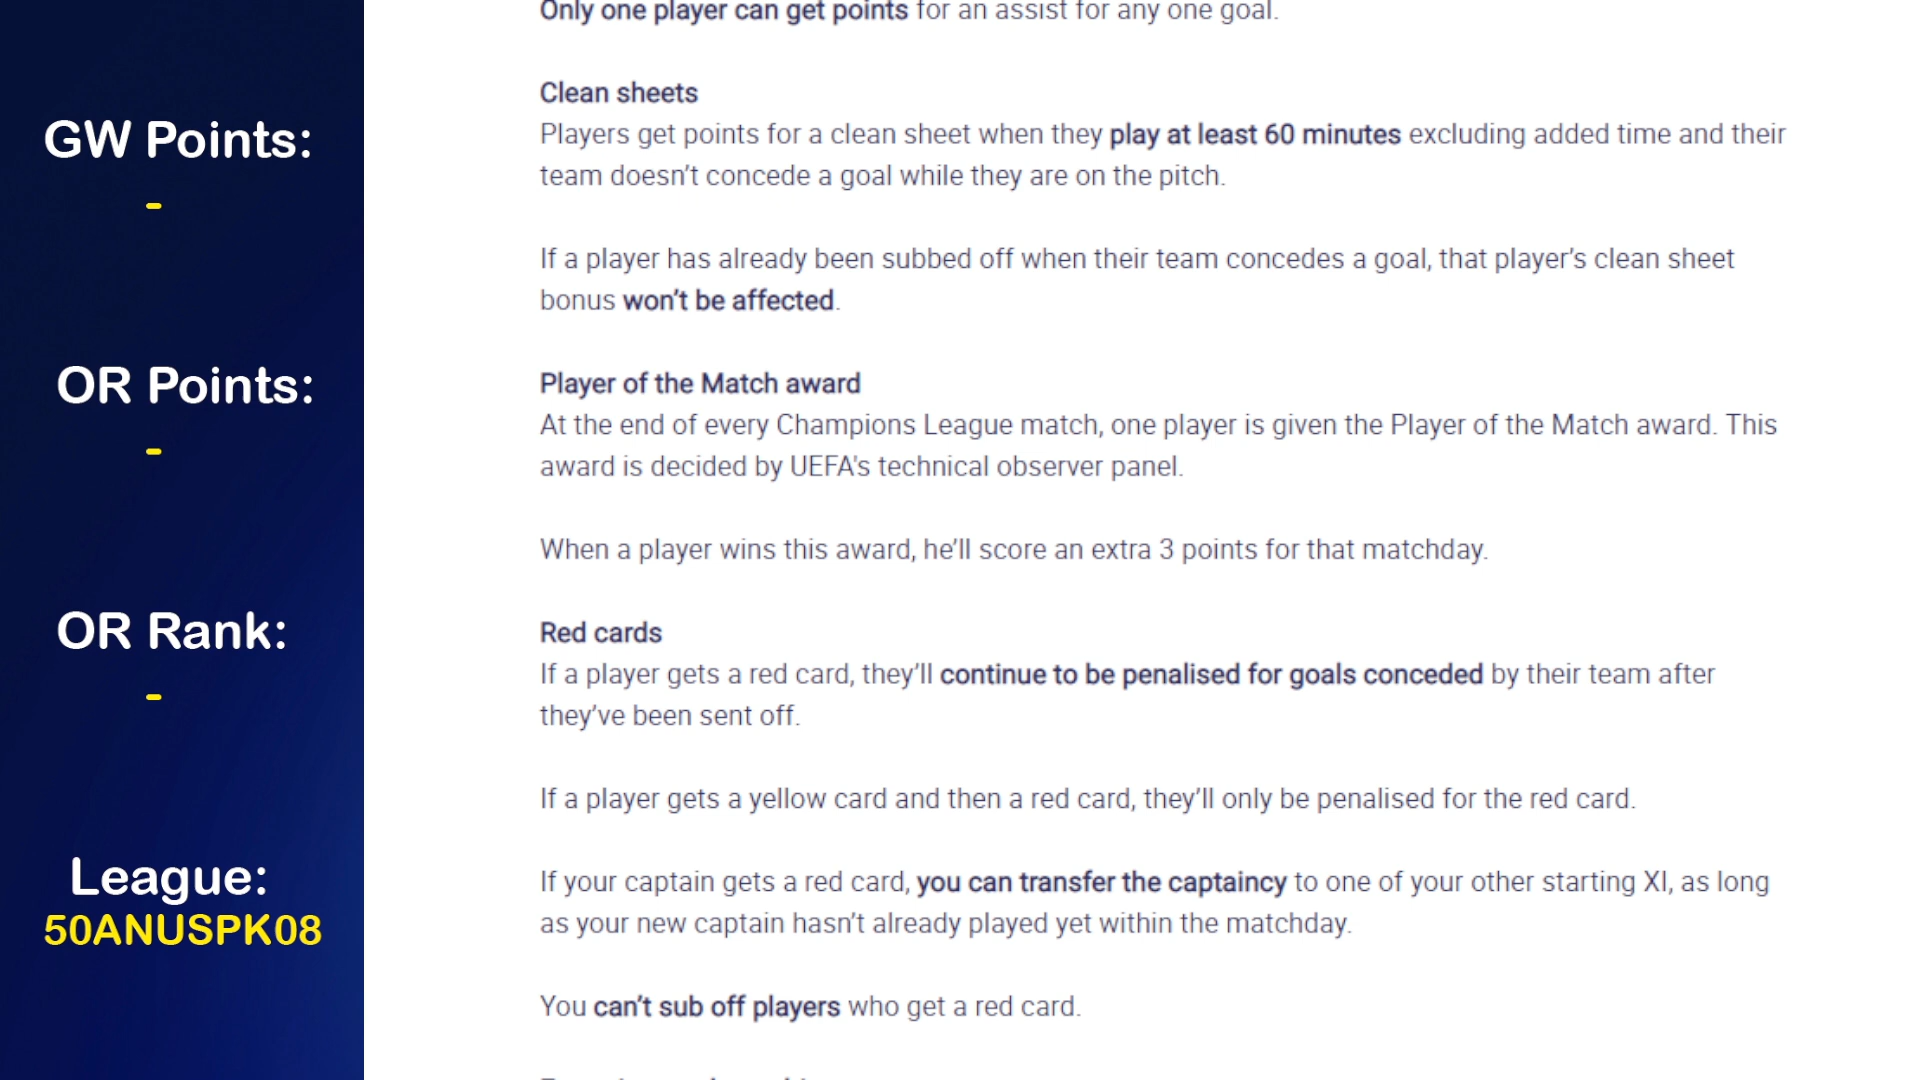 GW Points:
-
OR Points:
-
OR Rank:
-
League:
50ANUSPK08
Only one player can get points for an assist for any one goal.
Clean sheets
Players get points for a clean sheet when they play at least 60 minutes excluding added time and their
team doesn’t concede a goal while they are on the pitch.
If a player has already been subbed off when their team concedes a goal, that player’s clean sheet
bonus won’t be affected.
Player of the Match award
At the end of every Champions League match, one player is given the Player of the Match award. This
award is decided by UEFA's technical observer panel.
When a player wins this award, he’ll score an extra 3 points for that matchday.
Red cards
If a player gets a red card, they’ll continue to be penalised for goals conceded by their team after
they’ve been sent off.
If a player gets a yellow card and then a red card, they’ll only be penalised for the red card.
If your captain gets a red card, you can transfer the captaincy to one of your other starting XI, as long
as your new captain hasn’t already played yet within the matchday.
You can’t sub off players who get a red card.